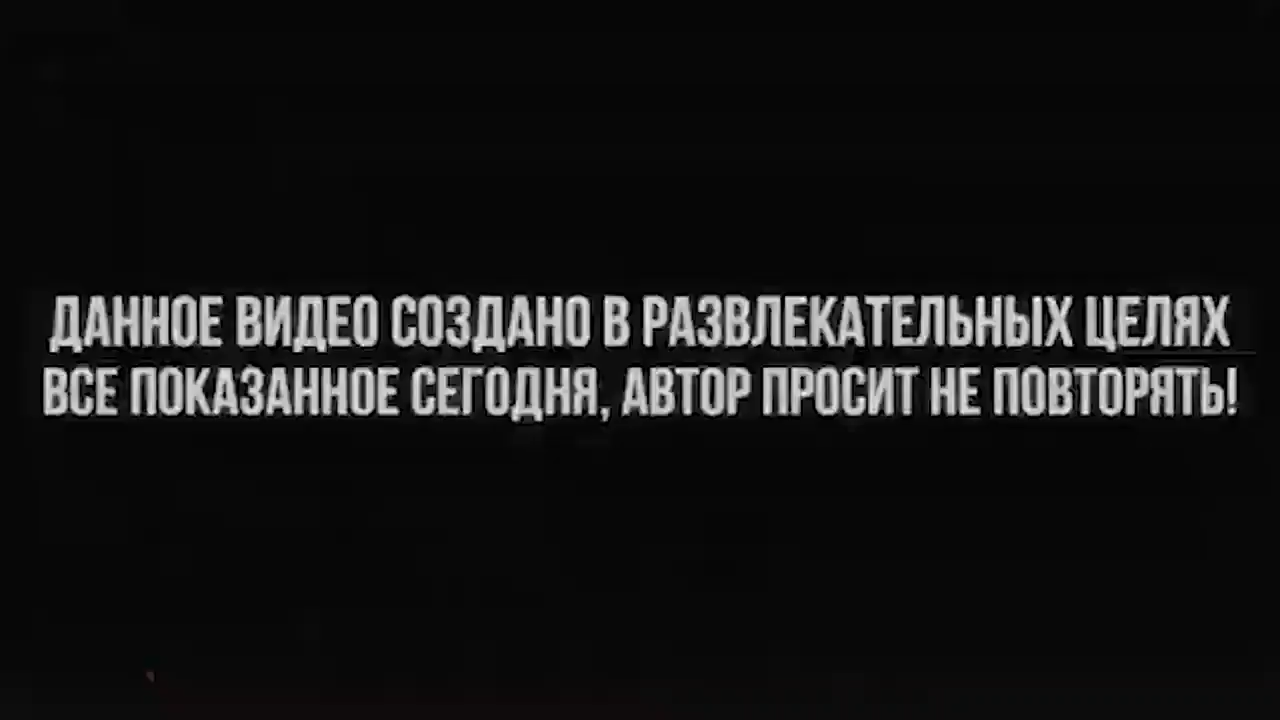 ДАННОЕ ВИДЕО СОЗДАНО В РАЗВЛЕКАТЕЛЬНЫХ ЦЕЛЯХ
ВСЕ ПОКАЗАННОЕ СЕГОДНЯ, АВТОР ПРОСИТ НЕ ПОВТОРЯТЬ!